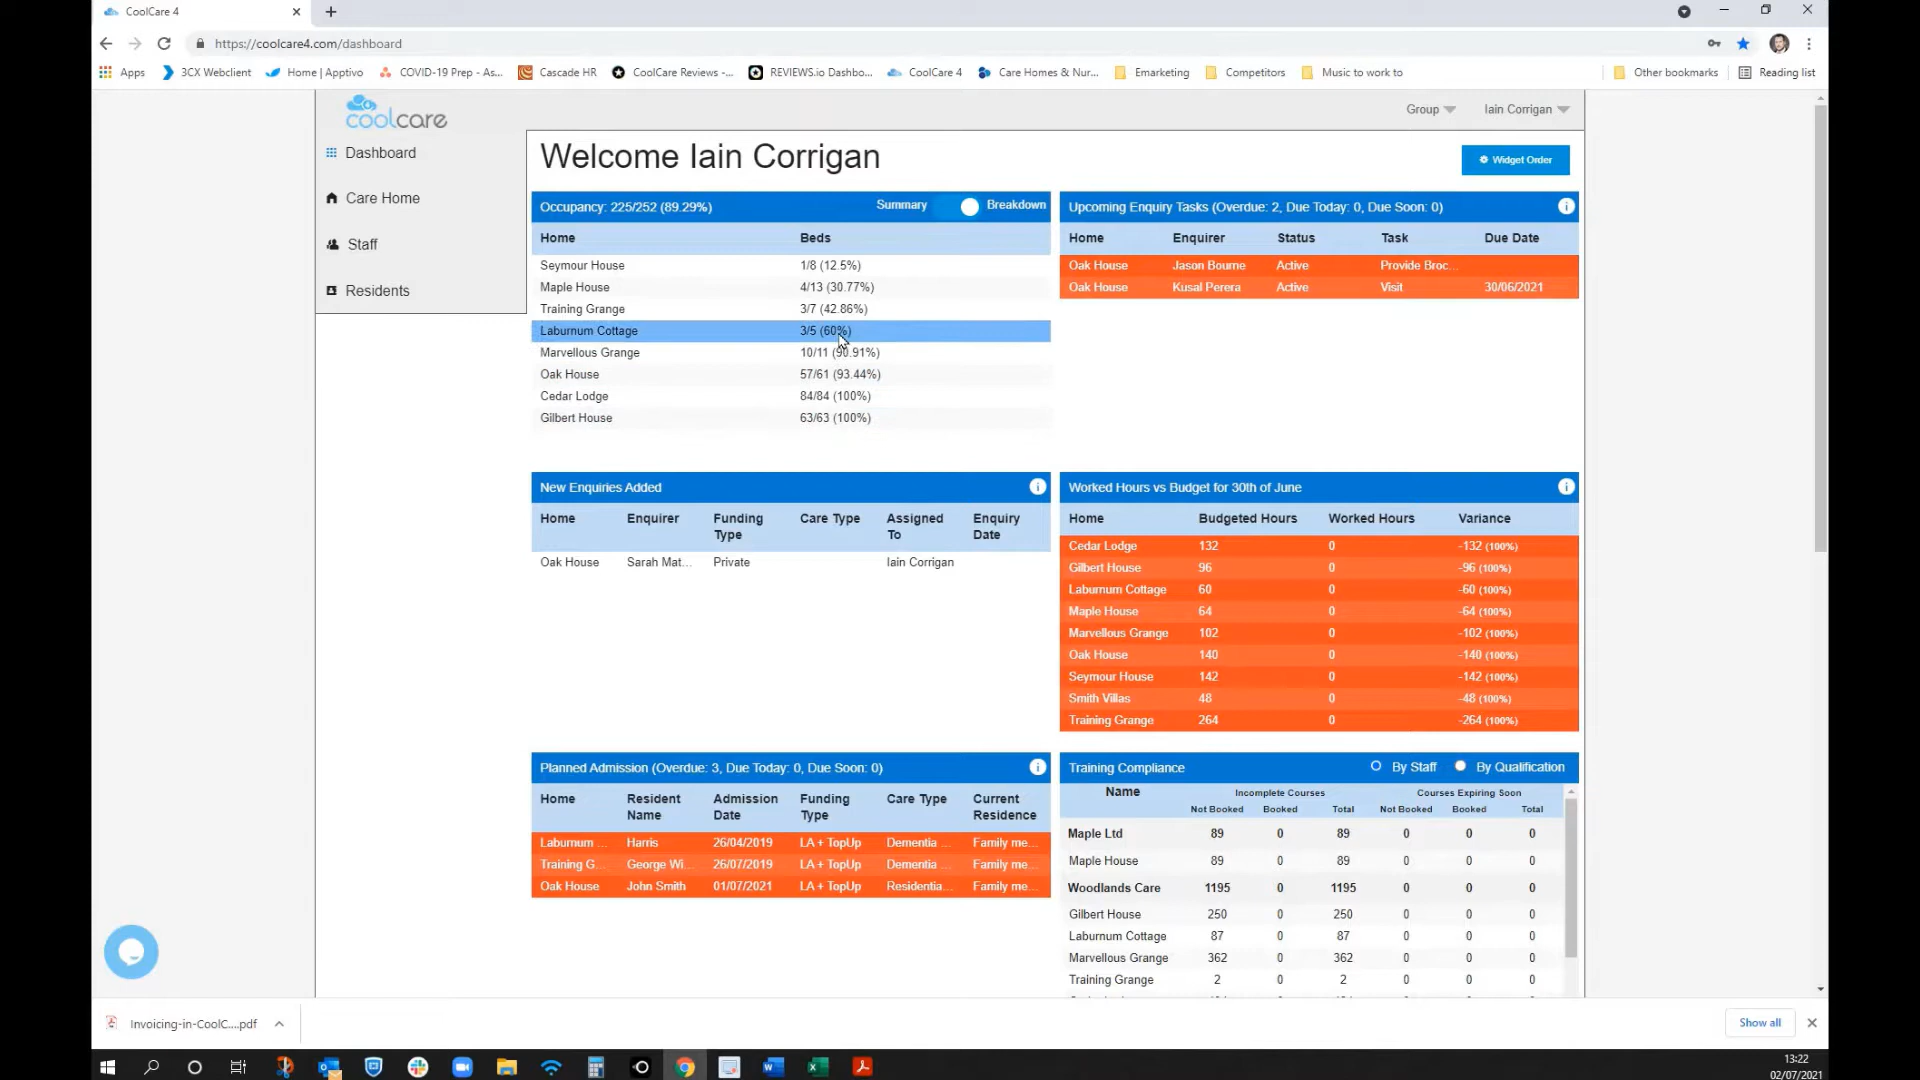 CoolCare 4
https://coolcare4.com/dashboard
Apps 3CX Webclient Home | Apptivo COVID-19 Prep - As... Cascade HR CoolCare Reviews -... REVIEWS.io Dashbo... CoolCare 4 Care Homes & Nur... Emarketing Competitors Music to work to Other bookmarks Reading list
coolcare
Group Iain Corrigan
Dashboard
Care Home
Staff
Residents
Welcome Iain Corrigan
Widget Order
Occupancy: 225/252 (89.29%) Summary Breakdown
Home Beds
Seymour House 1/8 (12.5%)
Maple House 4/13 (30.77%)
Training Grange 3/7 (42.86%)
Laburnum Cottage 3/5 (60%)
Marvellous Grange 10/11 (90.91%)
Oak House 57/61 (93.44%)
Cedar Lodge 84/84 (100%)
Gilbert House 63/63 (100%)
Upcoming Enquiry Tasks (Overdue: 2, Due Today: 0, Due Soon: 0)
Home Enquirer Status Task Due Date
Oak House Jason Bourne Active Provide Broc...
Oak House Kusal Perera Active Visit 30/06/2021
New Enquiries Added
Home Enquirer Funding Type Care Type Assigned To Enquiry Date
Oak House Sarah Mat... Private Iain Corrigan
Worked Hours vs Budget for 30th of June
Home Budgeted Hours Worked Hours Variance
Cedar Lodge 132 0 -132 (100%)
Gilbert House 96 0 -96 (100%)
Laburnum Cottage 60 0 -60 (100%)
Maple House 64 0 -64 (100%)
Marvellous Grange 102 0 -102 (100%)
Oak House 140 0 -140 (100%)
Seymour House 142 0 -142 (100%)
Smith Villas 48 0 -48 (100%)
Training Grange 264 0 -264 (100%)
Planned Admission (Overdue: 3, Due Today: 0, Due Soon: 0)
Home Resident Name Admission Date Funding Type Care Type Current Residence
Laburnum ... Harris 26/04/2019 LA + TopUp Dementia ... Family me...
Training G... George Wi... 26/07/2019 LA + TopUp Dementia ... Family me...
Oak House John Smith 01/07/2021 LA + TopUp Residentia... Family me...
Training Compliance By Staff By Qualification
Name Incomplete Courses Courses Expiring Soon
Not Booked Booked Total Not Booked Booked Total
Maple Ltd 89 0 89 0 0 0
Maple House 89 0 89 0 0 0
Woodlands Care 1195 0 1195 0 0 0
Gilbert House 250 0 250 0 0 0
Laburnum Cottage 87 0 87 0 0 0
Marvellous Grange 362 0 362 0 0 0
Training Grange 2 0 2 0 0 0
Invoicing-in-CoolC....pdf Show all
13:22
02/07/2021